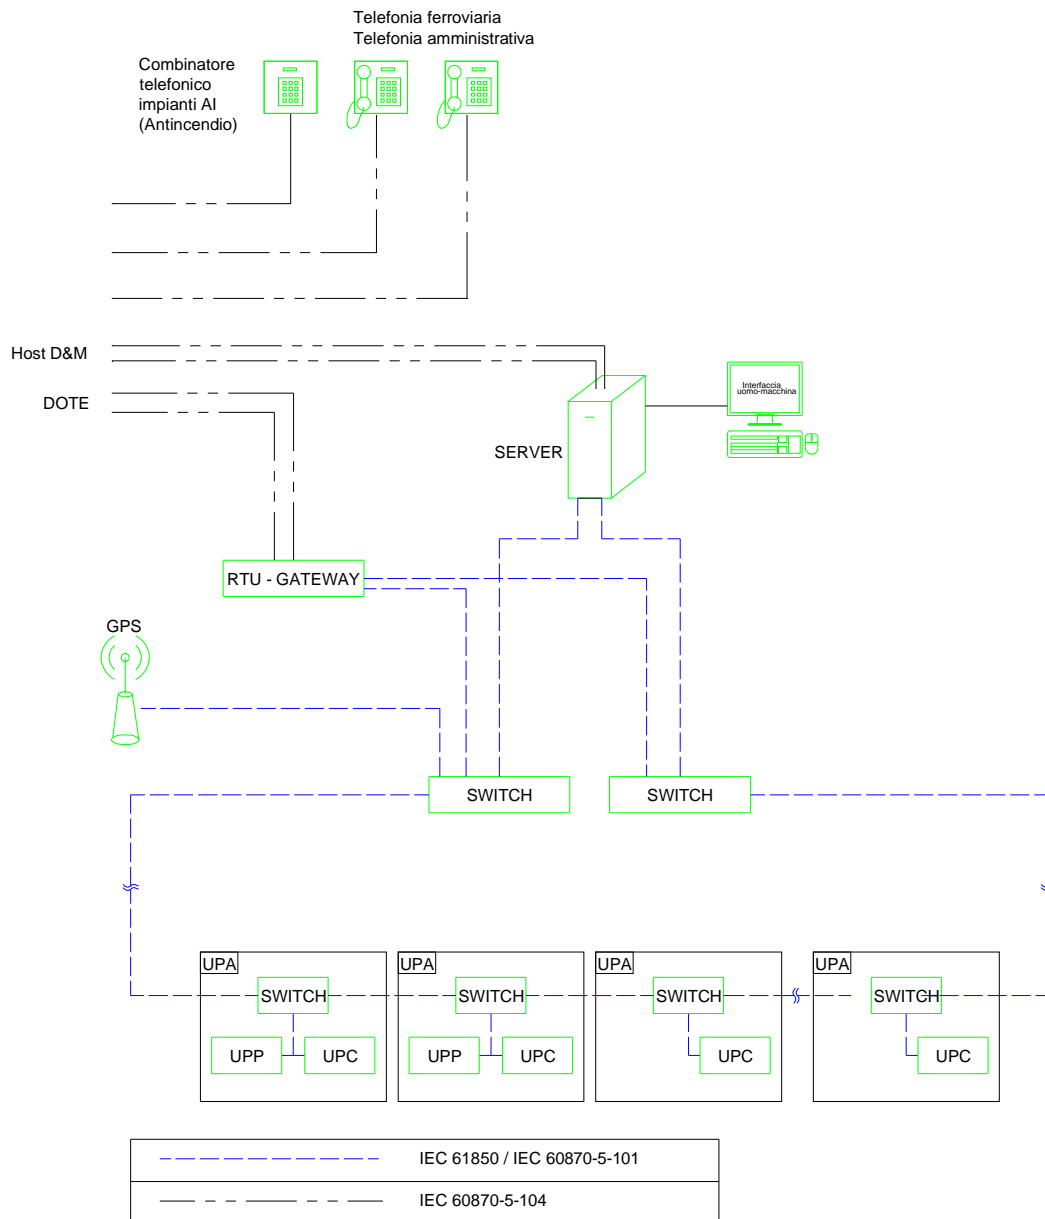 Telefonia ferroviaria
Telefonia amministrativa
Combinatore
telefonico
impianti AI
(Antincendio)
Host D&M
DOTE
Interfaccia
uomo-macchina
SERVER
RTU - GATEWAY
GPS
SWITCH
SWITCH
UPA
UPA
UPA
UPA
SWITCH
SWITCH
SWITCH
SWITCH
UPP
UPC
UPP
UPC
UPC
UPC
IEC 61850 / IEC 60870-5-101
IEC 60870-5-104